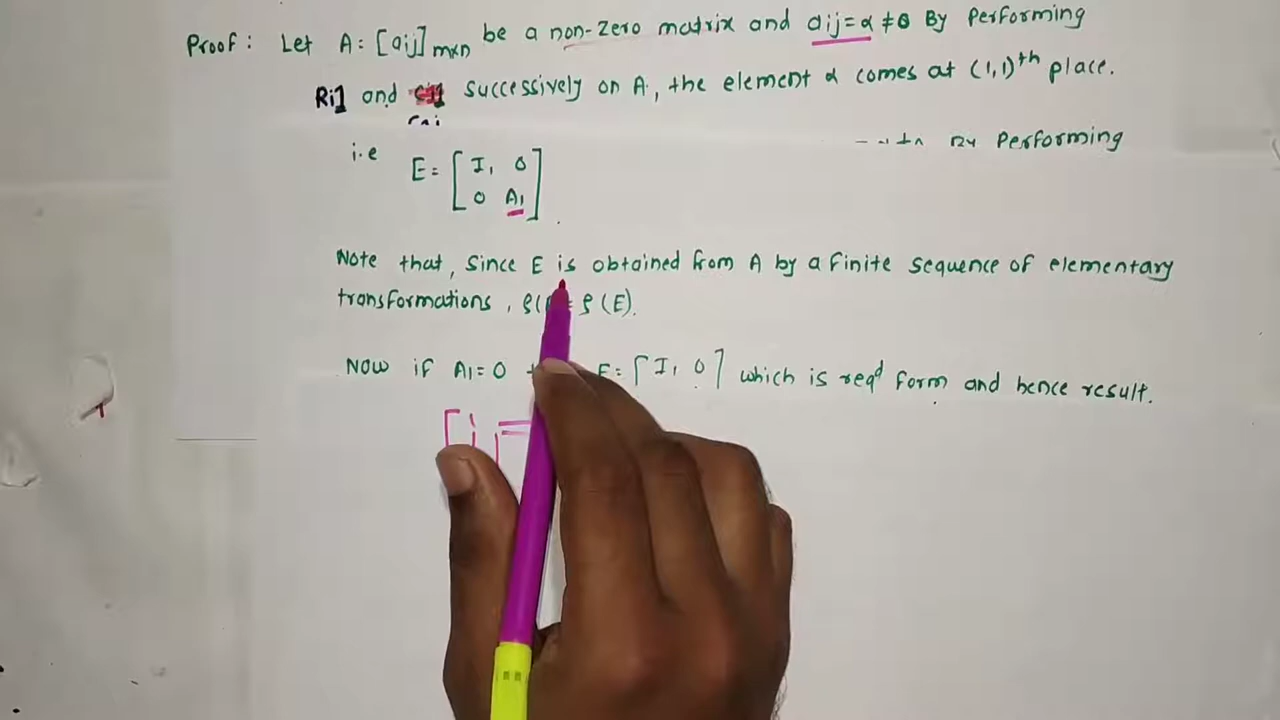 Proof : Let A = [aij] mxn be a non-zero matrix and aij = α ≠ 0 By Performing
Ri1 and successively on A, the element α comes at (1,1)th place.
By Performing
i.e E = [ I1 0
0 A1 ] .
Note that, Since E is obtained from A by a finite sequence of elementary
transformations , ρ( = ρ (E).
Now if A1 = 0 E = [ I1 0 ] which is reqd form and hence result.